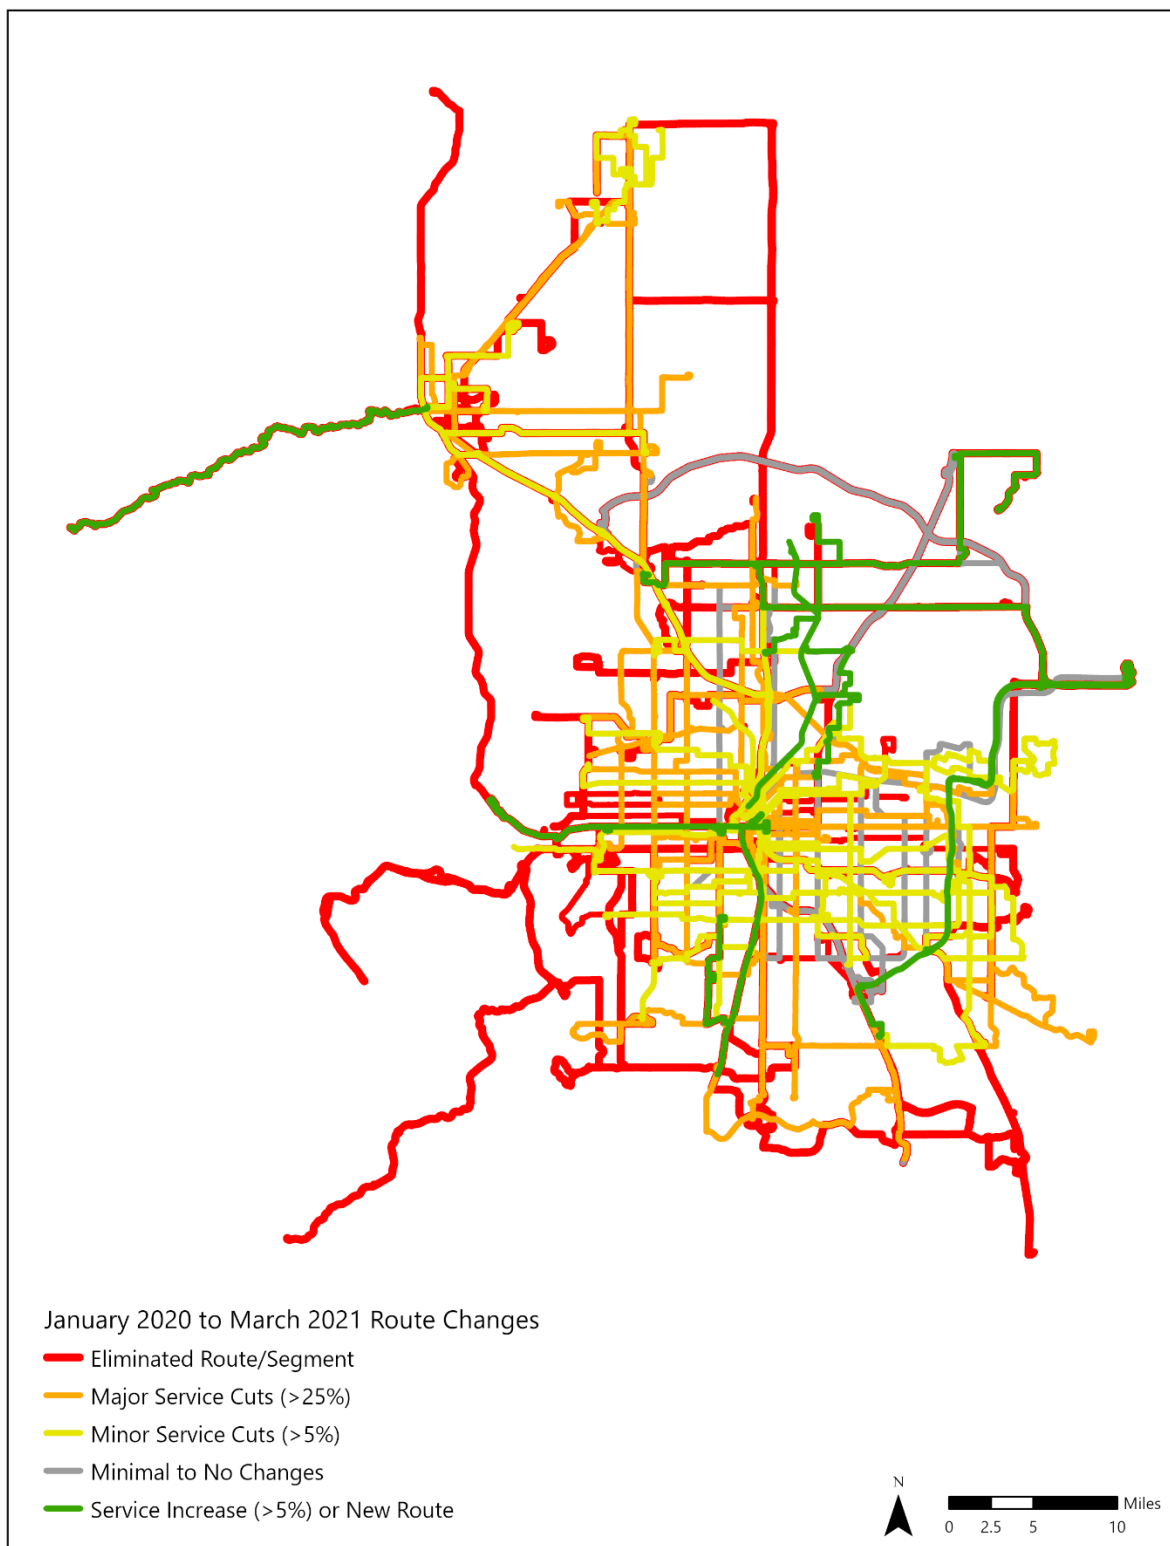 January 2020 to March 2021 Route Changes
Eliminated Route/Segment
Major Service Cuts (>25%)
Minor Service Cuts (>5%)
Minimal to No Changes
Service Increase (>5%) or New Route
N
Miles
0 2.5 5 10